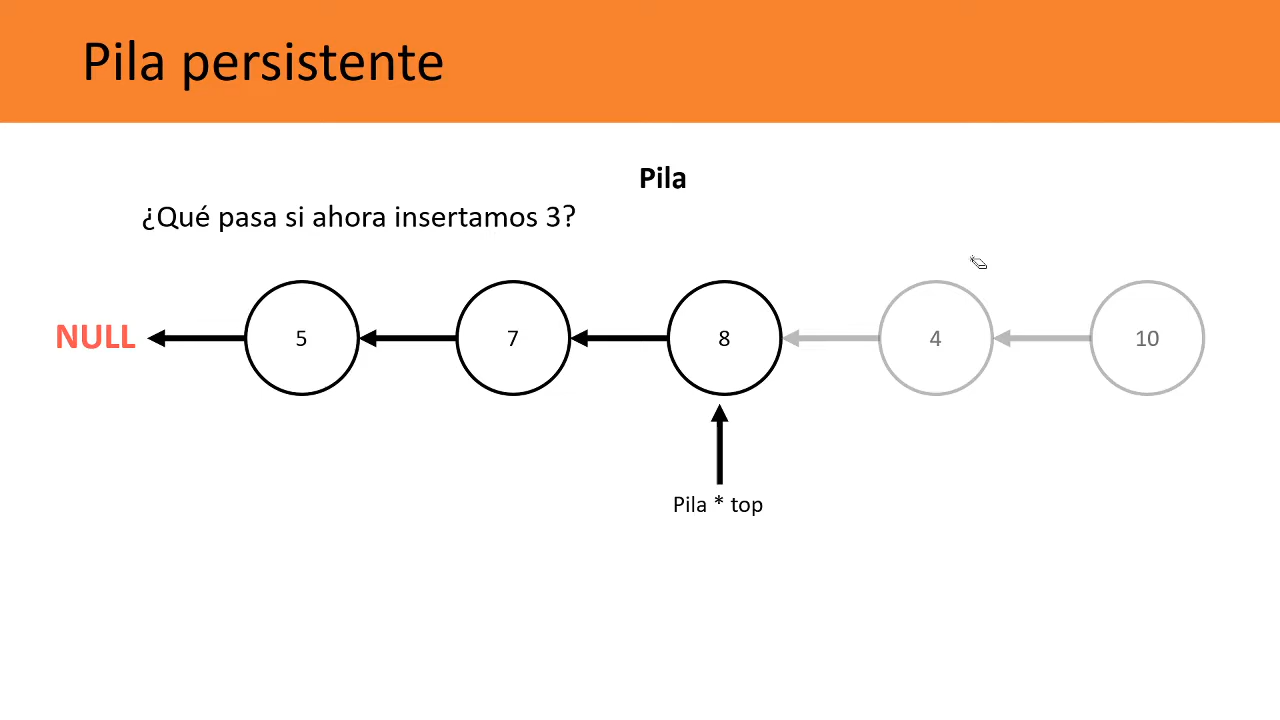 Pila persistente
Pila
¿Qué pasa si ahora insertamos 3?
NULL
5
7
8
4
10
Pila * top